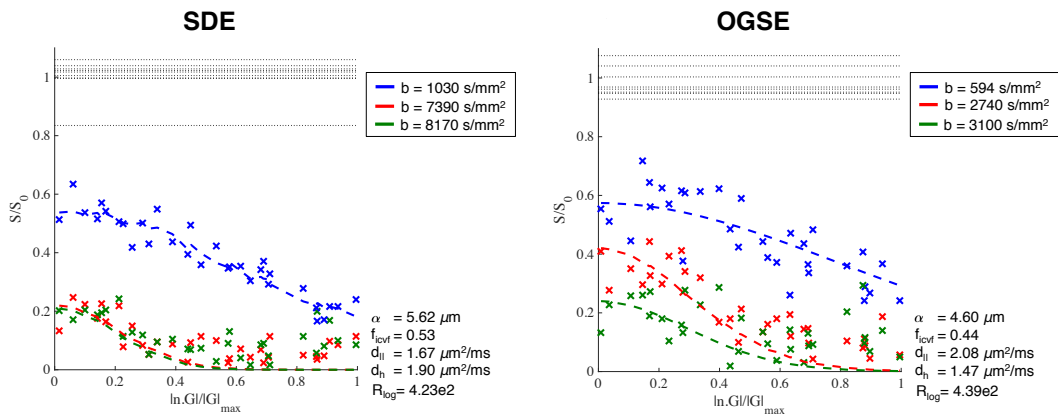 SDE
1
0.8
0.6
0.4
0.2
0
0 0.2 0.4 0.6 0.8 1
S/S₀
|n.G|/|G|max
b = 1030 s/mm²
b = 7390 s/mm²
b = 8170 s/mm²
α = 5.62 μm
ficvf = 0.53
dll = 1.67 μm²/ms
dh = 1.90 μm²/ms
Rlog= 4.23e2
OGSE
1
0.8
0.6
0.4
0.2
0
0 0.2 0.4 0.6 0.8 1
S/S₀
|n.G|/|G|max
b = 594 s/mm²
b = 2740 s/mm²
b = 3100 s/mm²
α = 4.60 μm
ficvf = 0.44
dll = 2.08 μm²/ms
dh = 1.47 μm²/ms
Rlog= 4.39e2